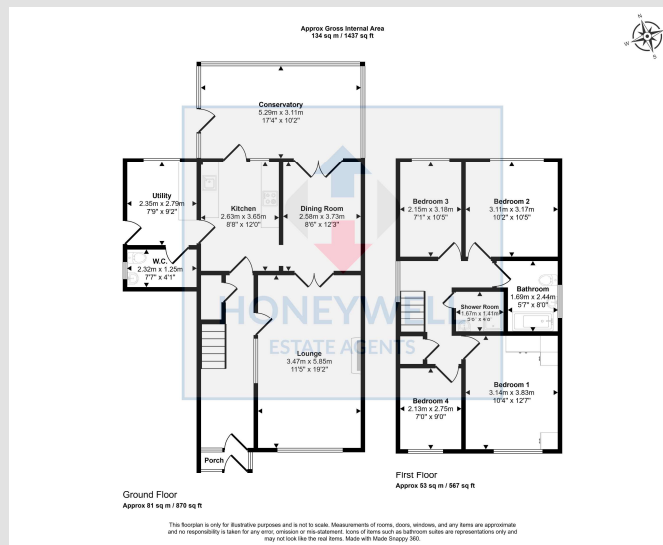 Approx Gross Internal Area
134 sq m / 1437 sq ft
N
E
S
W
Conservatory
5.29m x 3.11m
17'4" x 10'2"
Utility
2.35m x 2.79m
7'9" x 9'2"
Kitchen
2.63m x 3.65m
8'8" x 12'0"
Dining Room
2.58m x 3.73m
8'6" x 12'3"
W.C.
2.32m x 1.25m
7'7" x 4'1"
Lounge
3.47m x 5.85m
11'5" x 19'2"
Porch
Bedroom 3
2.15m x 3.18m
7'1" x 10'5"
Bedroom 2
3.11m x 3.17m
10'2" x 10'5"
Bathroom
1.69m x 2.44m
5'7" x 8'0"
Shower Room
1.67m x 1.41m
Bedroom 1
3.14m x 3.83m
10'4" x 12'7"
Bedroom 4
2.13m x 2.75m
7'0" x 9'0"
HONEYWELL
ESTATE AGENTS
Ground Floor
Approx 81 sq m / 870 sq ft
First Floor
Approx 53 sq m / 567 sq ft
This floorplan is only for illustrative purposes and is not to scale. Measurements of rooms, doors, windows, and any items are approximate
and no responsibility is taken for any error, omission or mis-statement. Icons of items such as bathroom suites are representations only and
may not look like the real items. Made with Made Snappy 360.